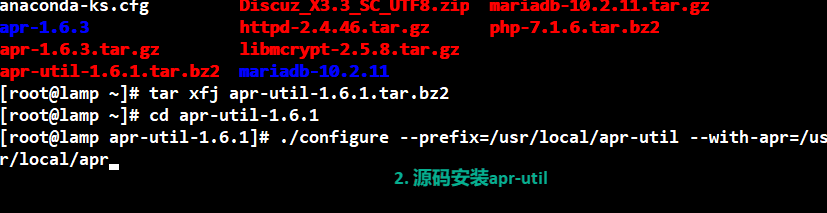 anaconda-ks.cfg Discuz_X3.3_SC_UTF8.zip mariadb-10.2.11.tar.gz
apr-1.6.3 httpd-2.4.46.tar.gz php-7.1.6.tar.bz2
apr-1.6.3.tar.gz libmcrypt-2.5.8.tar.gz
apr-util-1.6.1.tar.bz2 mariadb-10.2.11
[root@lamp ~]# tar xfj apr-util-1.6.1.tar.bz2
[root@lamp ~]# cd apr-util-1.6.1
[root@lamp apr-util-1.6.1]# ./configure --prefix=/usr/local/apr-util --with-apr=/us
r/local/apr
2. 源码安装apr-util